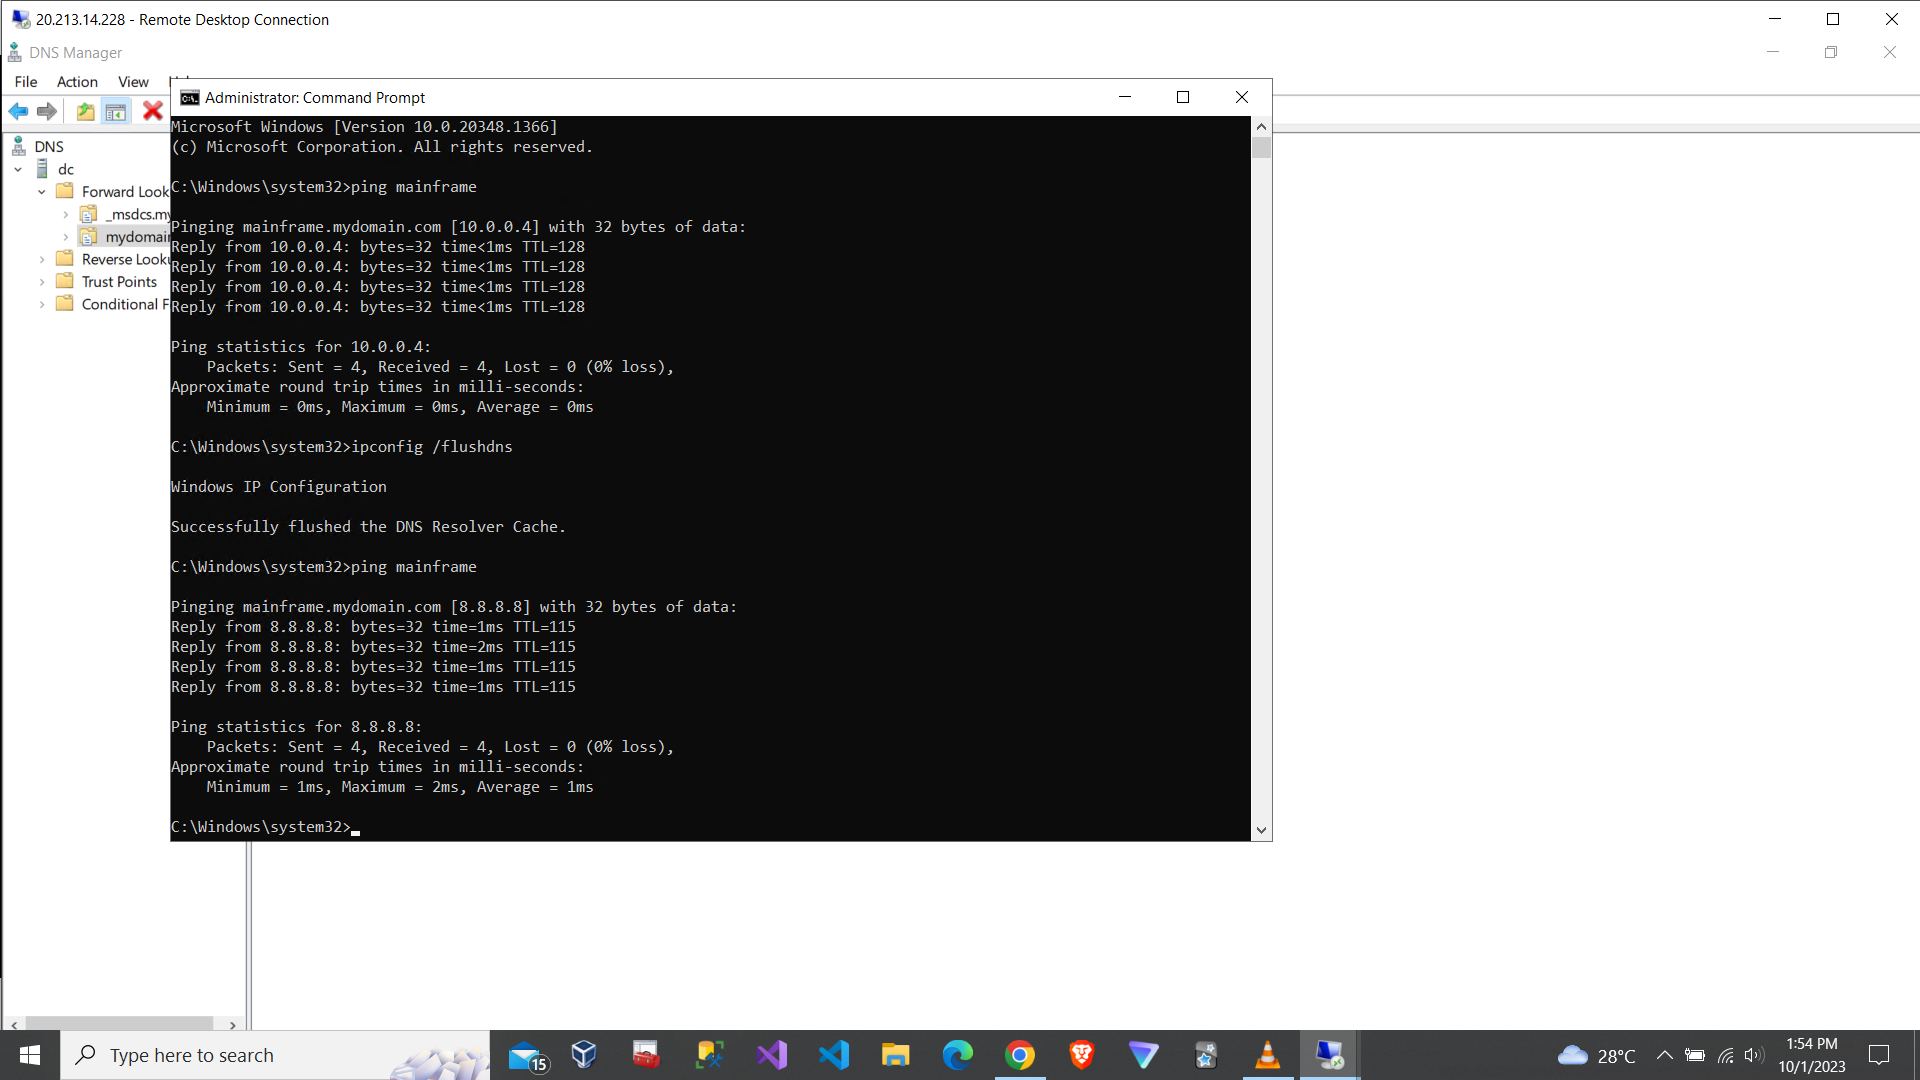 20.213.14.228 - Remote Desktop Connection
DNS Manager
File Action View
Administrator: Command Prompt
DNS
dc
Forward Look
_msdcs.my
mydomain
Reverse Looku
Trust Points
Conditional F
Microsoft Windows [Version 10.0.20348.1366]
(c) Microsoft Corporation. All rights reserved.
C:\Windows\system32>ping mainframe
Pinging mainframe.mydomain.com [10.0.0.4] with 32 bytes of data:
Reply from 10.0.0.4: bytes=32 time<1ms TTL=128
Reply from 10.0.0.4: bytes=32 time<1ms TTL=128
Reply from 10.0.0.4: bytes=32 time<1ms TTL=128
Reply from 10.0.0.4: bytes=32 time<1ms TTL=128
Ping statistics for 10.0.0.4:
Packets: Sent = 4, Received = 4, Lost = 0 (0% loss),
Approximate round trip times in milli-seconds:
Minimum = 0ms, Maximum = 0ms, Average = 0ms
C:\Windows\system32>ipconfig /flushdns
Windows IP Configuration
Successfully flushed the DNS Resolver Cache.
C:\Windows\system32>ping mainframe
Pinging mainframe.mydomain.com [8.8.8.8] with 32 bytes of data:
Reply from 8.8.8.8: bytes=32 time=1ms TTL=115
Reply from 8.8.8.8: bytes=32 time=2ms TTL=115
Reply from 8.8.8.8: bytes=32 time=1ms TTL=115
Reply from 8.8.8.8: bytes=32 time=1ms TTL=115
Ping statistics for 8.8.8.8:
Packets: Sent = 4, Received = 4, Lost = 0 (0% loss),
Approximate round trip times in milli-seconds:
Minimum = 1ms, Maximum = 2ms, Average = 1ms
C:\Windows\system32>
Type here to search
15
28°C
1:54 PM
10/1/2023